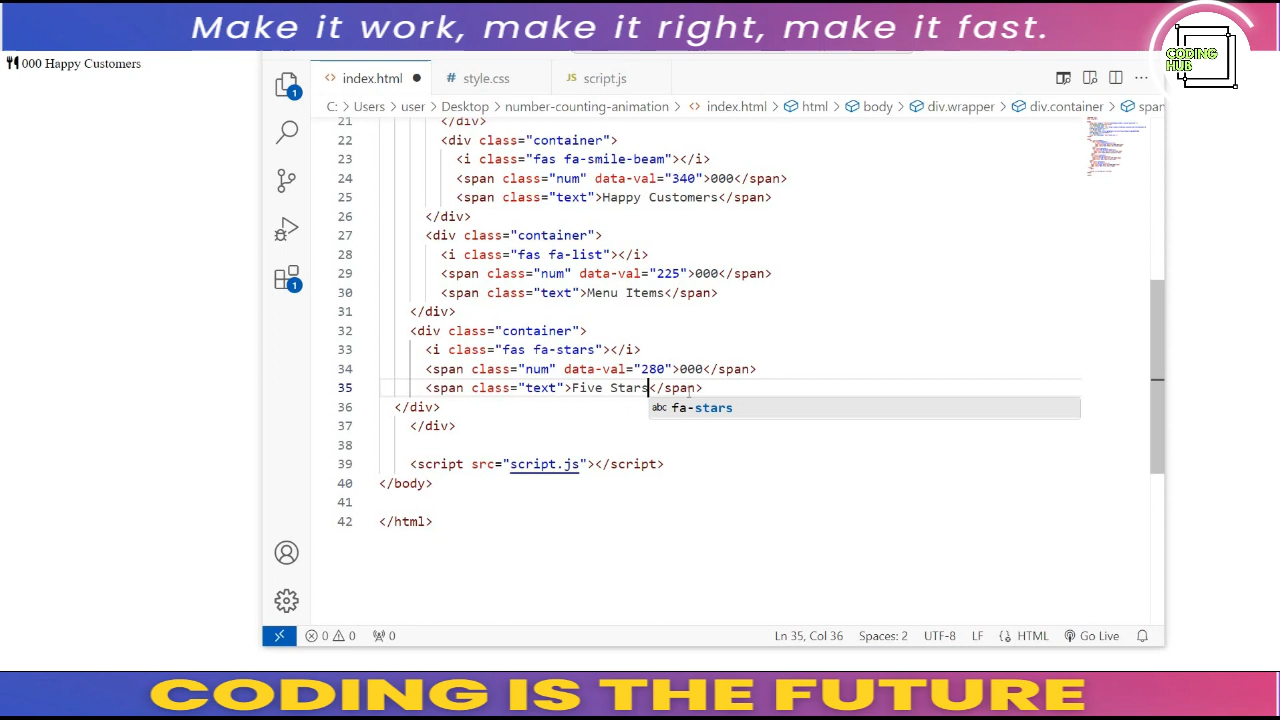 Make it work, make it right, make it fast.
CODING
HUB
000 Happy Customers
<> index.html ● # style.css JS script.js ···
C: > Users > user > Desktop > number-counting-animation > <> index.html > html > body > div.wrapper > div.container > span
21 </div>
22 <div class="container">
23 <i class="fas fa-smile-beam"></i>
24 <span class="num" data-val="340">000</span>
25 <span class="text">Happy Customers</span>
26 </div>
27 <div class="container">
28 <i class="fas fa-list"></i>
29 <span class="num" data-val="225">000</span>
30 <span class="text">Menu Items</span>
31 </div>
32 <div class="container">
33 <i class="fas fa-stars"></i>
34 <span class="num" data-val="280">000</span>
35 <span class="text">Five Stars</span>
abc fa-stars
36 </div>
37 </div>
38
39 <script src="script.js"></script>
40 </body>
41
42 </html>
1
1
0 0 0 Ln 35, Col 36 Spaces: 2 UTF-8 LF HTML Go Live
CODING IS THE FUTURE